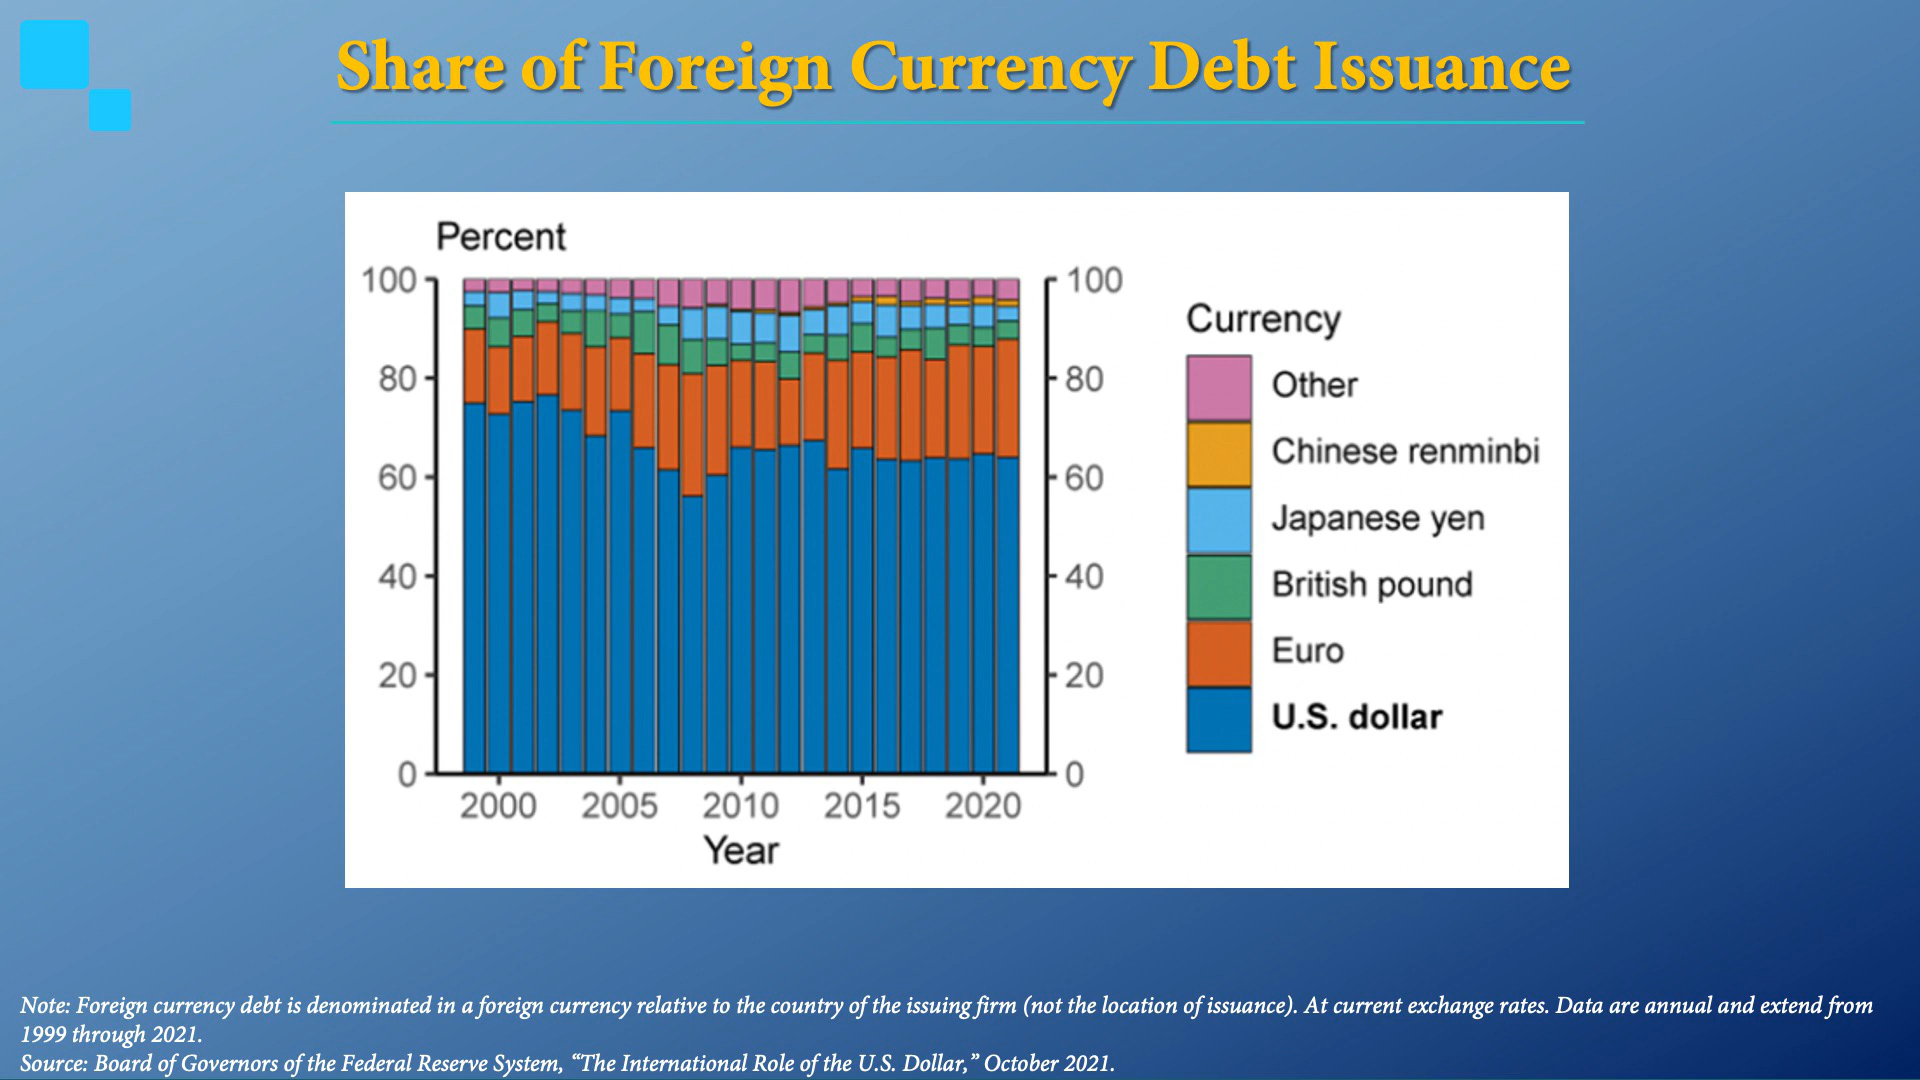 Share of Foreign Currency Debt Issuance
Percent
100
80
60
40
20
0
100
80
60
40
20
0
2000 2005 2010 2015 2020
Year
Currency
Other
Chinese renminbi
Japanese yen
British pound
Euro
U.S. dollar
Note: Foreign currency debt is denominated in a foreign currency relative to the country of the issuing firm (not the location of issuance). At current exchange rates. Data are annual and extend from
1999 through 2021.
Source: Board of Governors of the Federal Reserve System, “The International Role of the U.S. Dollar,” October 2021.